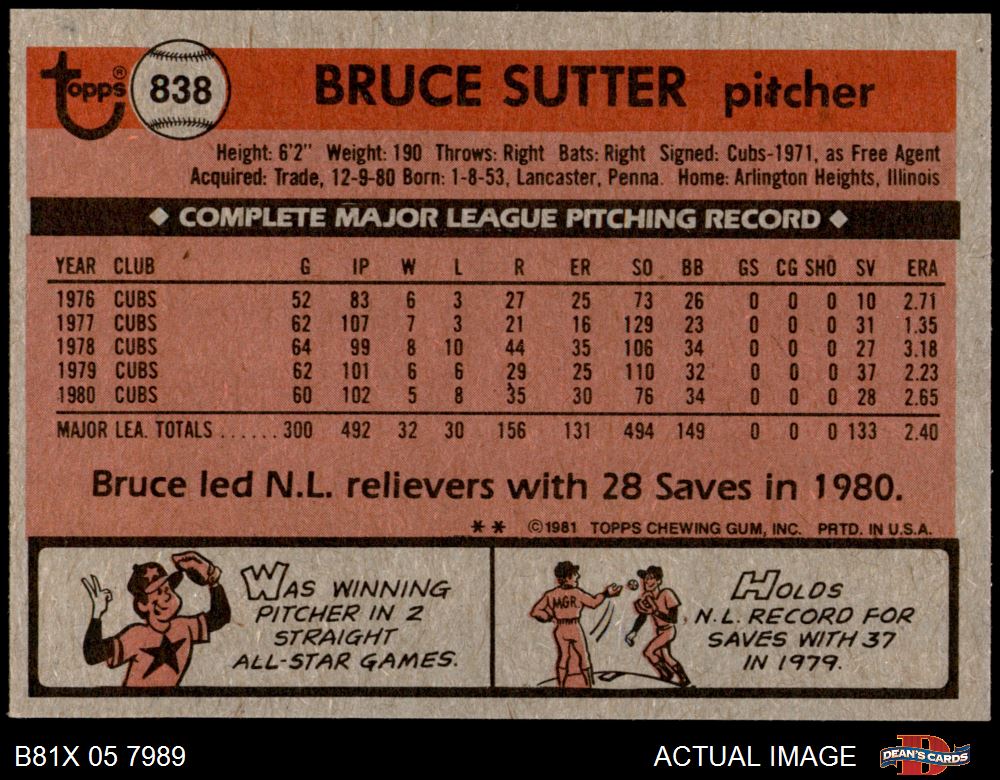 topps® 838 BRUCE SUTTER pitcher
Height: 6'2" Weight: 190 Throws: Right Bats: Right Signed: Cubs-1971, as Free Agent
Acquired: Trade, 12-9-80 Born: 1-8-53, Lancaster, Penna. Home: Arlington Heights, Illinois
◆ COMPLETE MAJOR LEAGUE PITCHING RECORD ◆
YEAR CLUB G IP W L R ER SO BB GS CG SHO SV ERA
1976 CUBS 52 83 6 3 27 25 73 26 0 0 0 10 2.71
1977 CUBS 62 107 7 3 21 16 129 23 0 0 0 31 1.35
1978 CUBS 64 99 8 10 44 35 106 34 0 0 0 27 3.18
1979 CUBS 62 101 6 6 29 25 110 32 0 0 0 37 2.23
1980 CUBS 60 102 5 8 35 30 76 34 0 0 0 28 2.65
MAJOR LEA. TOTALS ...... 300 492 32 30 156 131 494 149 0 0 0 133 2.40
Bruce led N.L. relievers with 28 Saves in 1980.
** ©1981 TOPPS CHEWING GUM, INC. PRTD. IN U.S.A.
WAS WINNING
PITCHER IN 2
STRAIGHT
ALL-STAR GAMES.
MGR
HOLDS
N.L. RECORD FOR
SAVES WITH 37
IN 1979.
B81X 05 7989 ACTUAL IMAGE DEAN'S CARDS